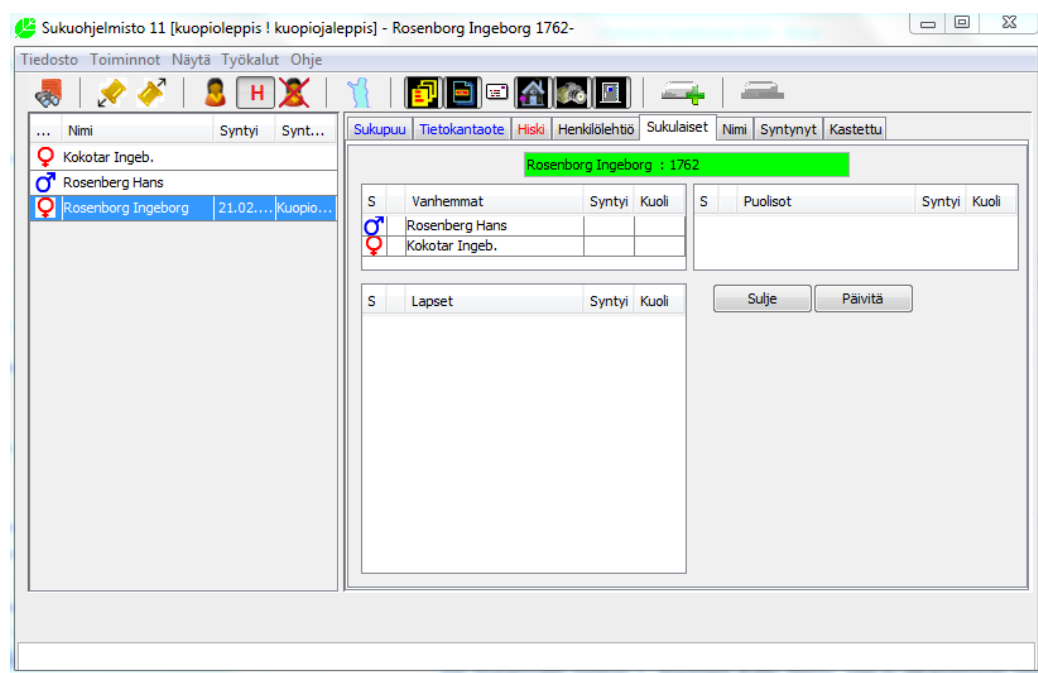 Sukuohjelmisto 11 [kuopioleppis ! kuopiojaleppis] - Rosenborg Ingeborg 1762-
Tiedosto Toiminnot Näytä Työkalut Ohje
H
... Nimi Syntyi Synt...
Kokotar Ingeb.
Rosenberg Hans
Rosenborg Ingeborg 21.02.... Kuopio...
Sukupuu Tietokantaote Hiski Henkilölehtiö Sukulaiset Nimi Syntynyt Kastettu
Rosenborg Ingeborg : 1762
S Vanhemmat Syntyi Kuoli
Rosenberg Hans
Kokotar Ingeb.
S Puolisot Syntyi Kuoli
S Lapset Syntyi Kuoli
Sulje Päivitä